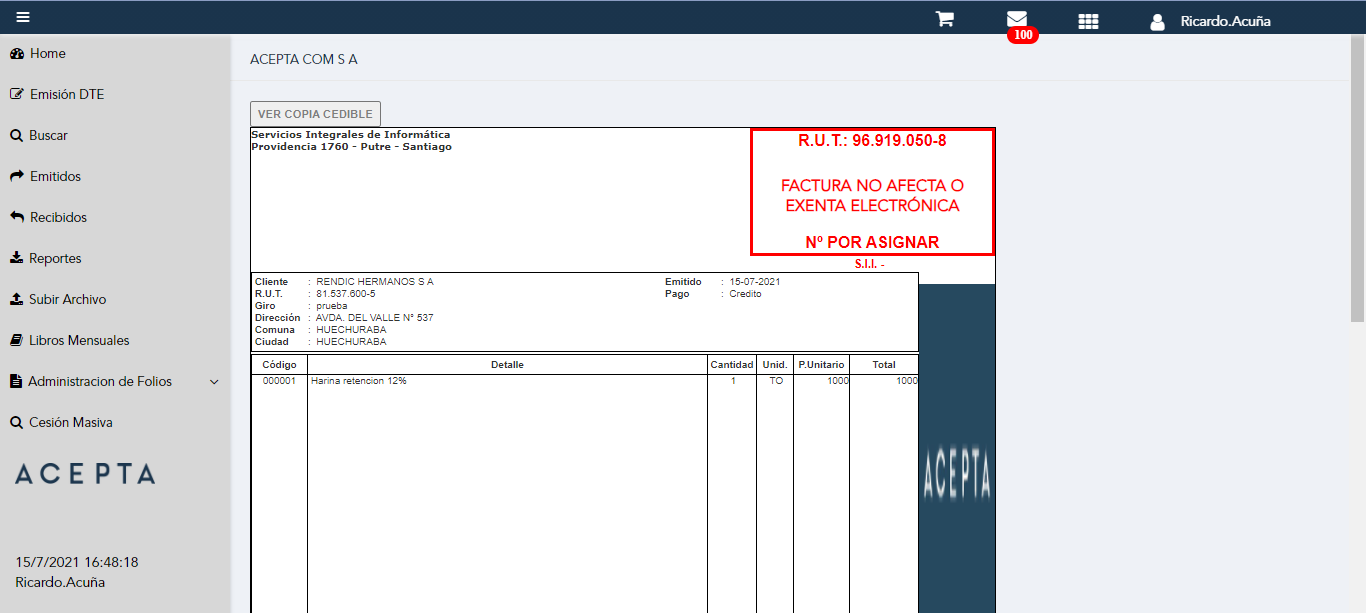 Ricardo.Acuña
100
Home
Emisión DTE
Buscar
Emitidos
Recibidos
Reportes
Subir Archivo
Libros Mensuales
Administracion de Folios
Cesión Masiva
ACEPTA
15/7/2021 16:48:18
Ricardo.Acuña
ACEPTA COM S A
VER COPIA CEDIBLE
Servicios Integrales de Informática
Providencia 1760 - Putre - Santiago
R.U.T.: 96.919.050-8
FACTURA NO AFECTA O
EXENTA ELECTRÓNICA
Nº POR ASIGNAR
S.I.I. -
Cliente : RENDIC HERMANOS S A Emitido : 15-07-2021
R.U.T. : 81.537.600-5 Pago : Credito
Giro : prueba
Dirección : AVDA. DEL VALLE N° 537
Comuna : HUECHURABA
Ciudad : HUECHURABA
Código Detalle Cantidad Unid. P.Unitario Total
000001 Harina retencion 12% 1 TO 1000 1000
ACEPTA